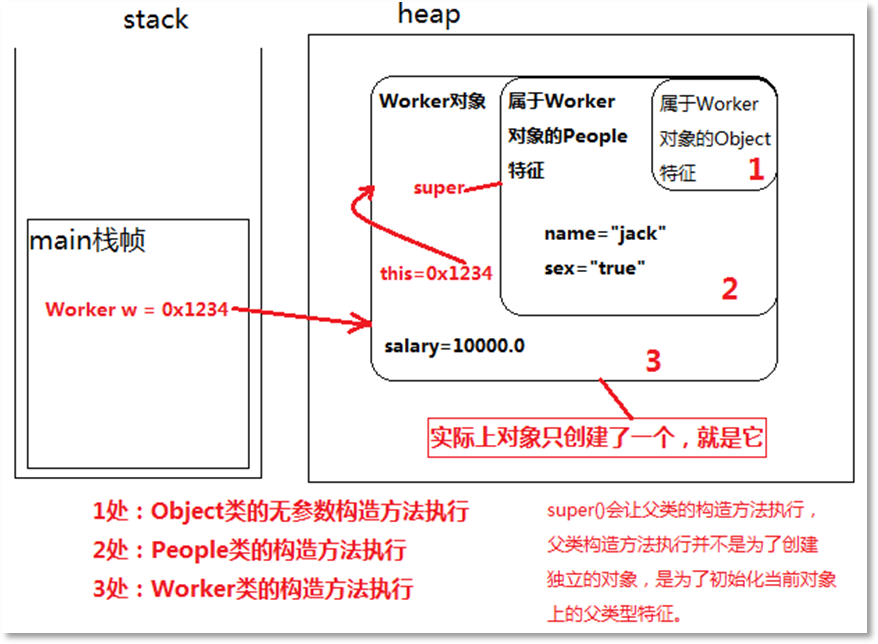 stack
heap
Worker对象
属于Worker
对象的People
特征
属于Worker
对象的Object
特征
1
super
name="jack"
sex="true"
2
main栈帧
this=0x1234
Worker w = 0x1234
salary=10000.0
3
实际上对象只创建了一个，就是它
1处：Object类的无参数构造方法执行
2处：People类的构造方法执行
3处：Worker类的构造方法执行
super()会让父类的构造方法执行，
父类构造方法执行并不是为了创建
独立的对象，是为了初始化当前对象
上的父类型特征。